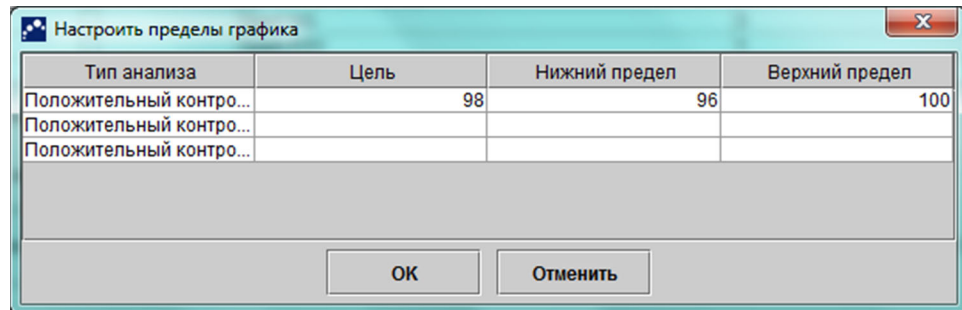 Настроить пределы графика
Тип анализа Цель Нижний предел Верхний предел
Положительный контро... 98 96 100
Положительный контро...
Положительный контро...
OK Отменить